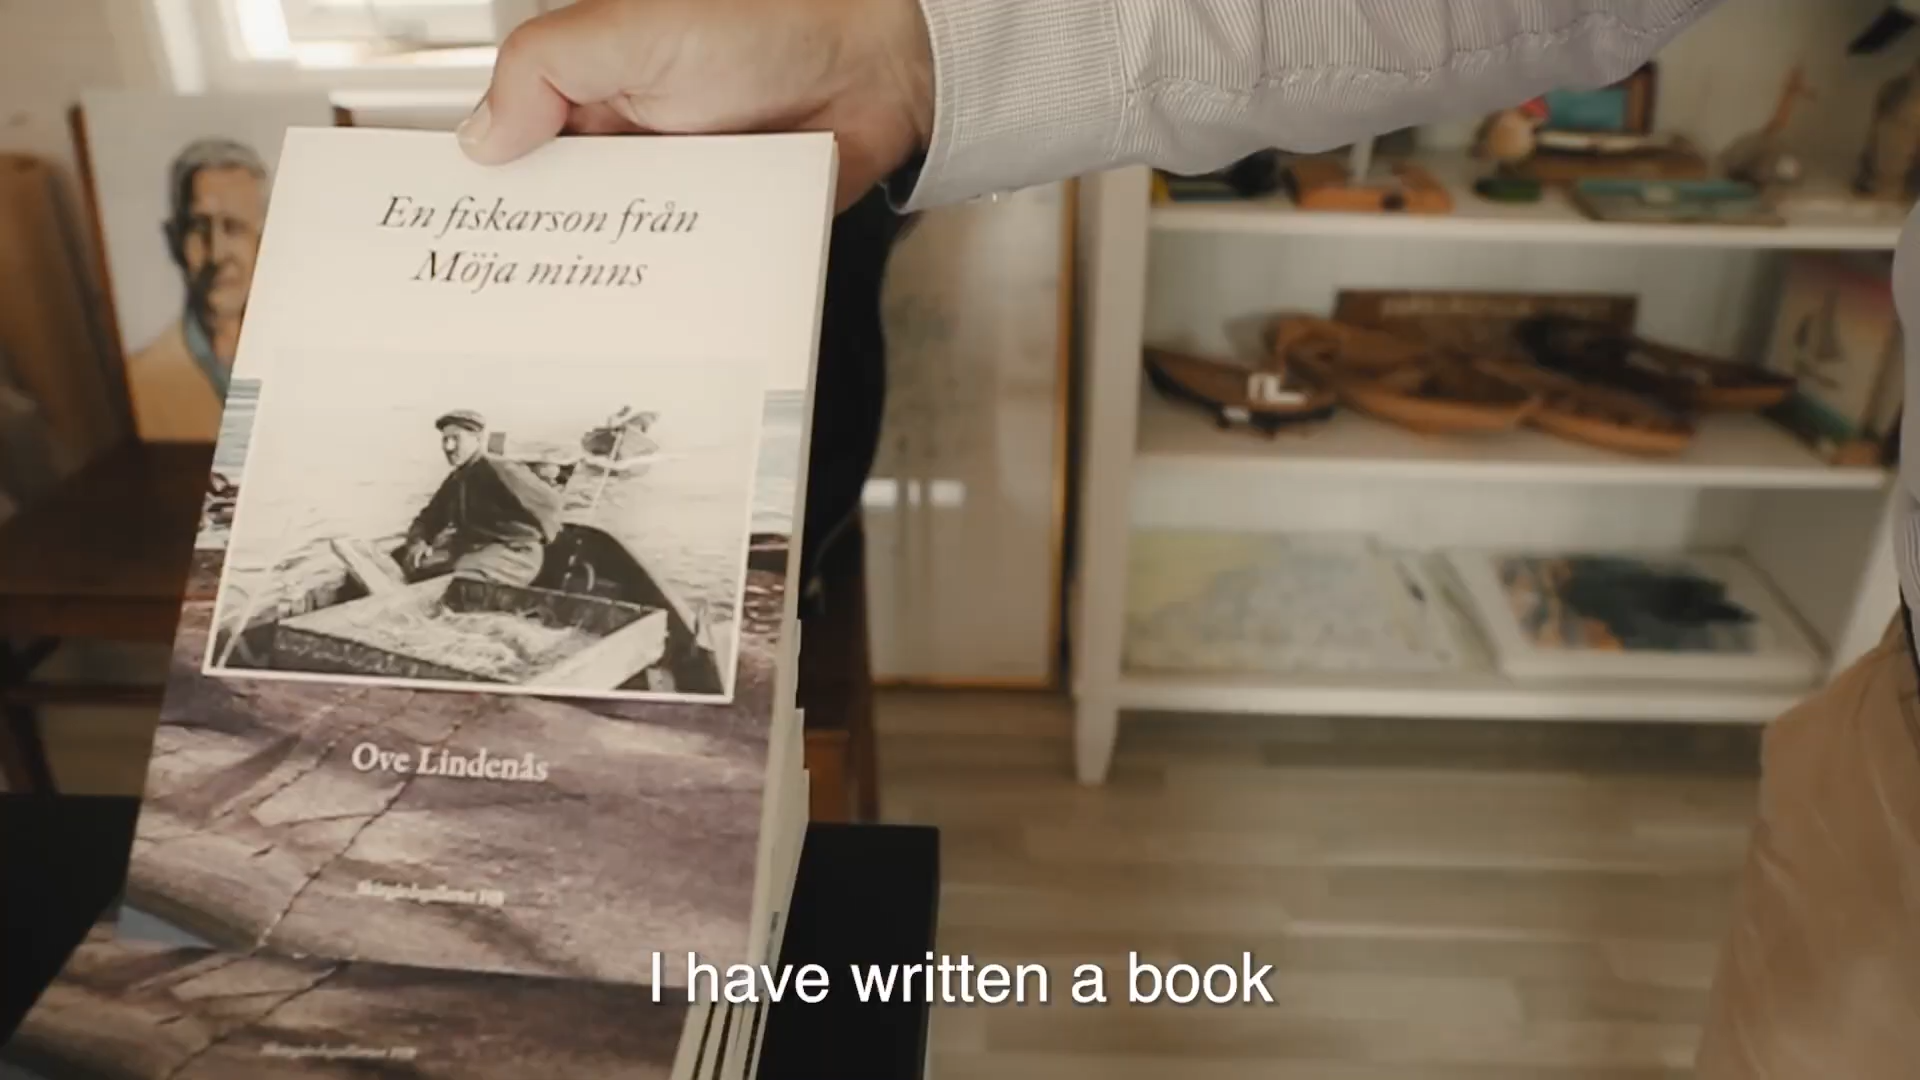 En fiskarson från
Möja minns
Ove Lindenås
I have written a book